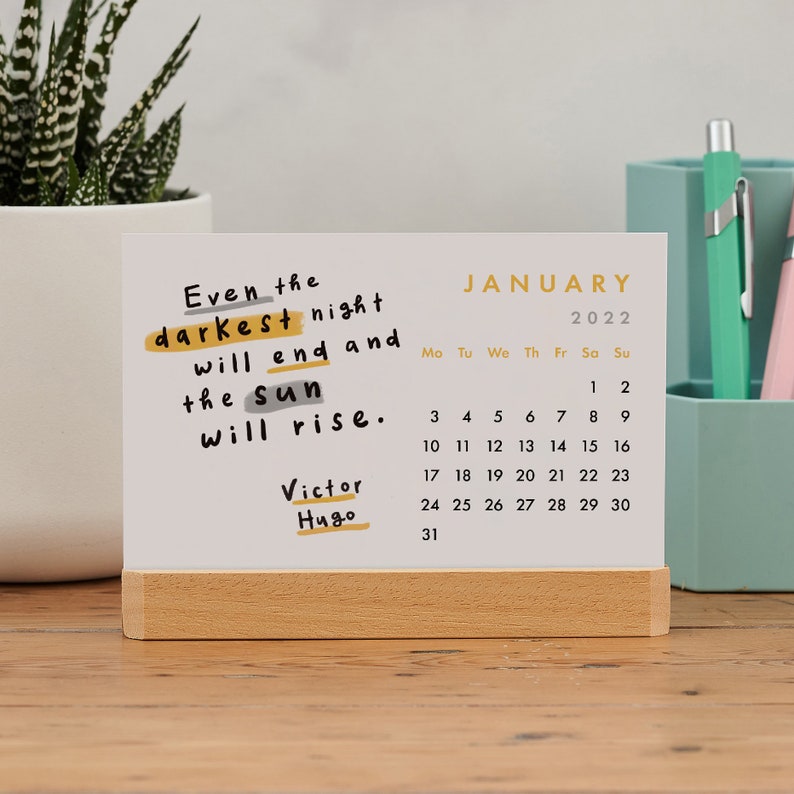 Even the
darkest night
will end and
the sun
will rise.
Victor
Hugo
JANUARY
2022
Mo Tu We Th Fr Sa Su
1 2
3 4 5 6 7 8 9
10 11 12 13 14 15 16
17 18 19 20 21 22 23
24 25 26 27 28 29 30
31